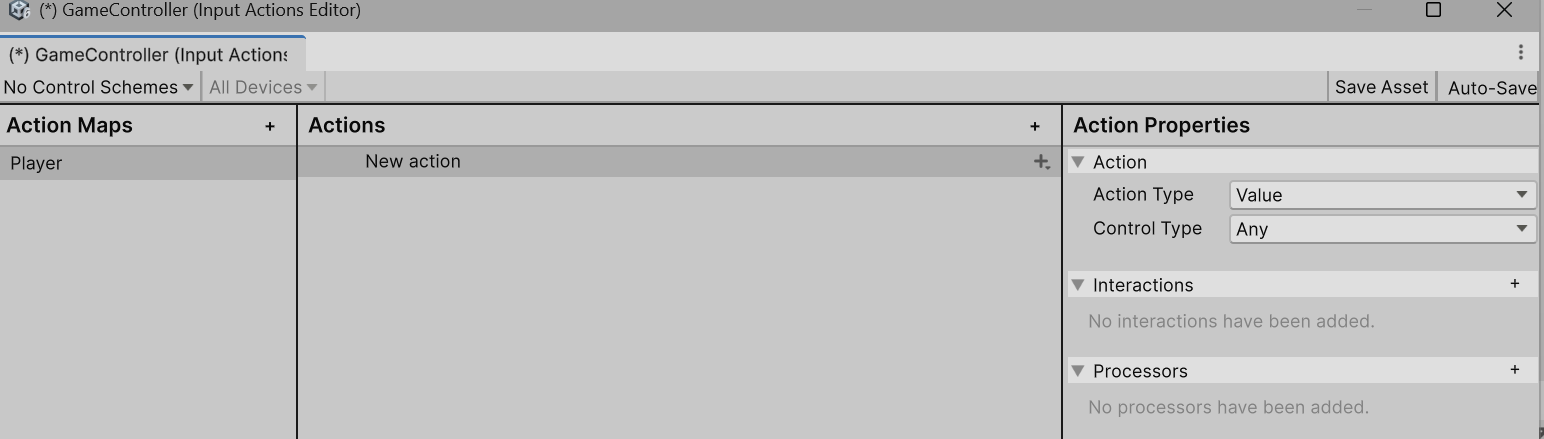 (*) GameController (Input Actions Editor)
(*) GameController (Input Actions
No Control Schemes All Devices Save Asset Auto-Save
Action Maps + Actions + Action Properties
Player New action + Action
Action Type Value
Control Type Any
Interactions +
No interactions have been added.
Processors +
No processors have been added.